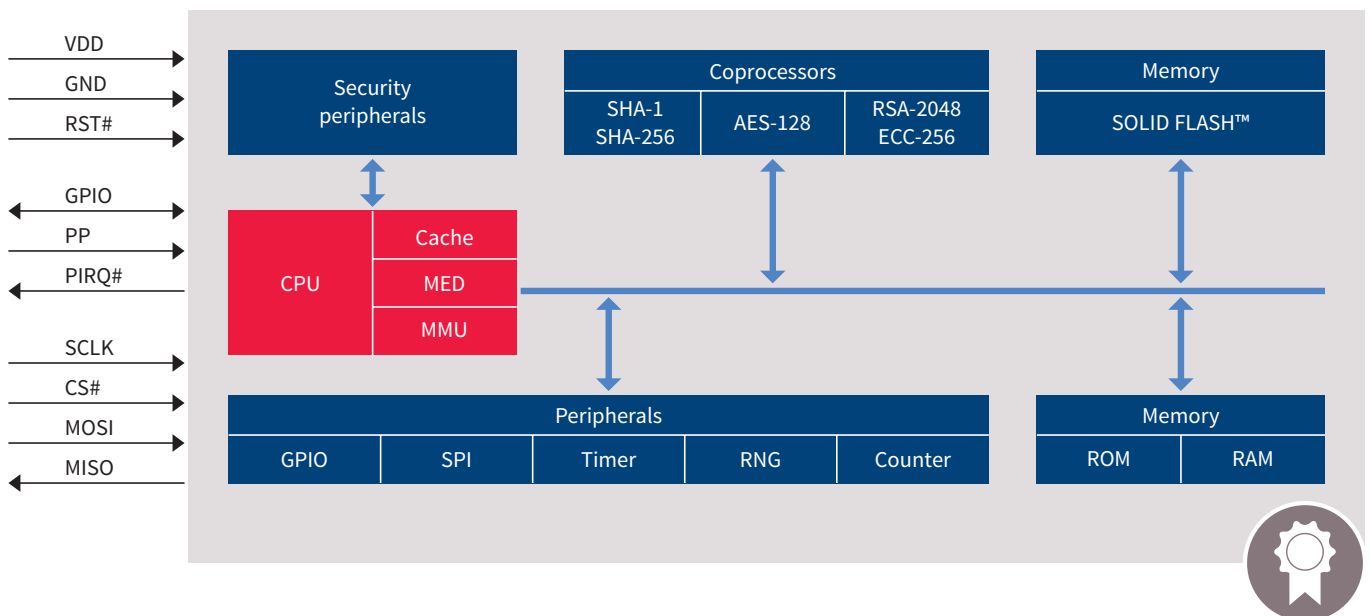 VDD
GND
RST#
GPIO
PP
PIRQ#
SCLK
CS#
MOSI
MISO
Security
peripherals
Coprocessors
SHA-1
SHA-256
AES-128
RSA-2048
ECC-256
Memory
SOLID FLASH™
CPU
Cache
MED
MMU
Peripherals
GPIO
SPI
Timer
RNG
Counter
Memory
ROM
RAM